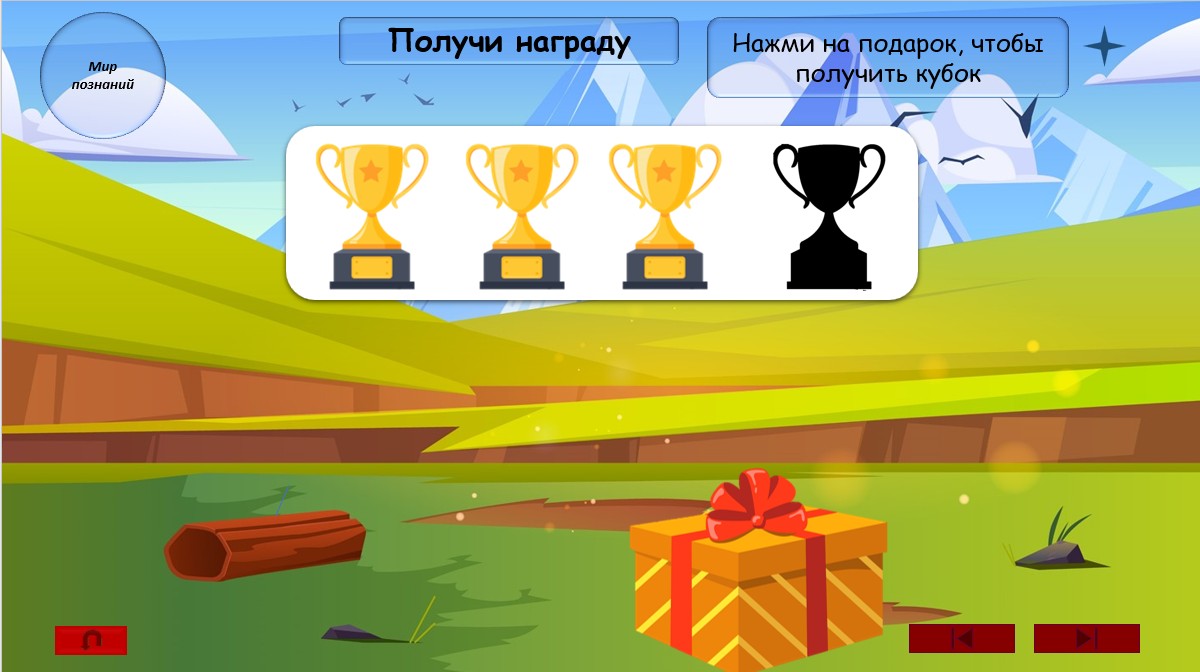 Мир
познаний
Получи награду
Нажми на подарок, чтобы
получить кубок